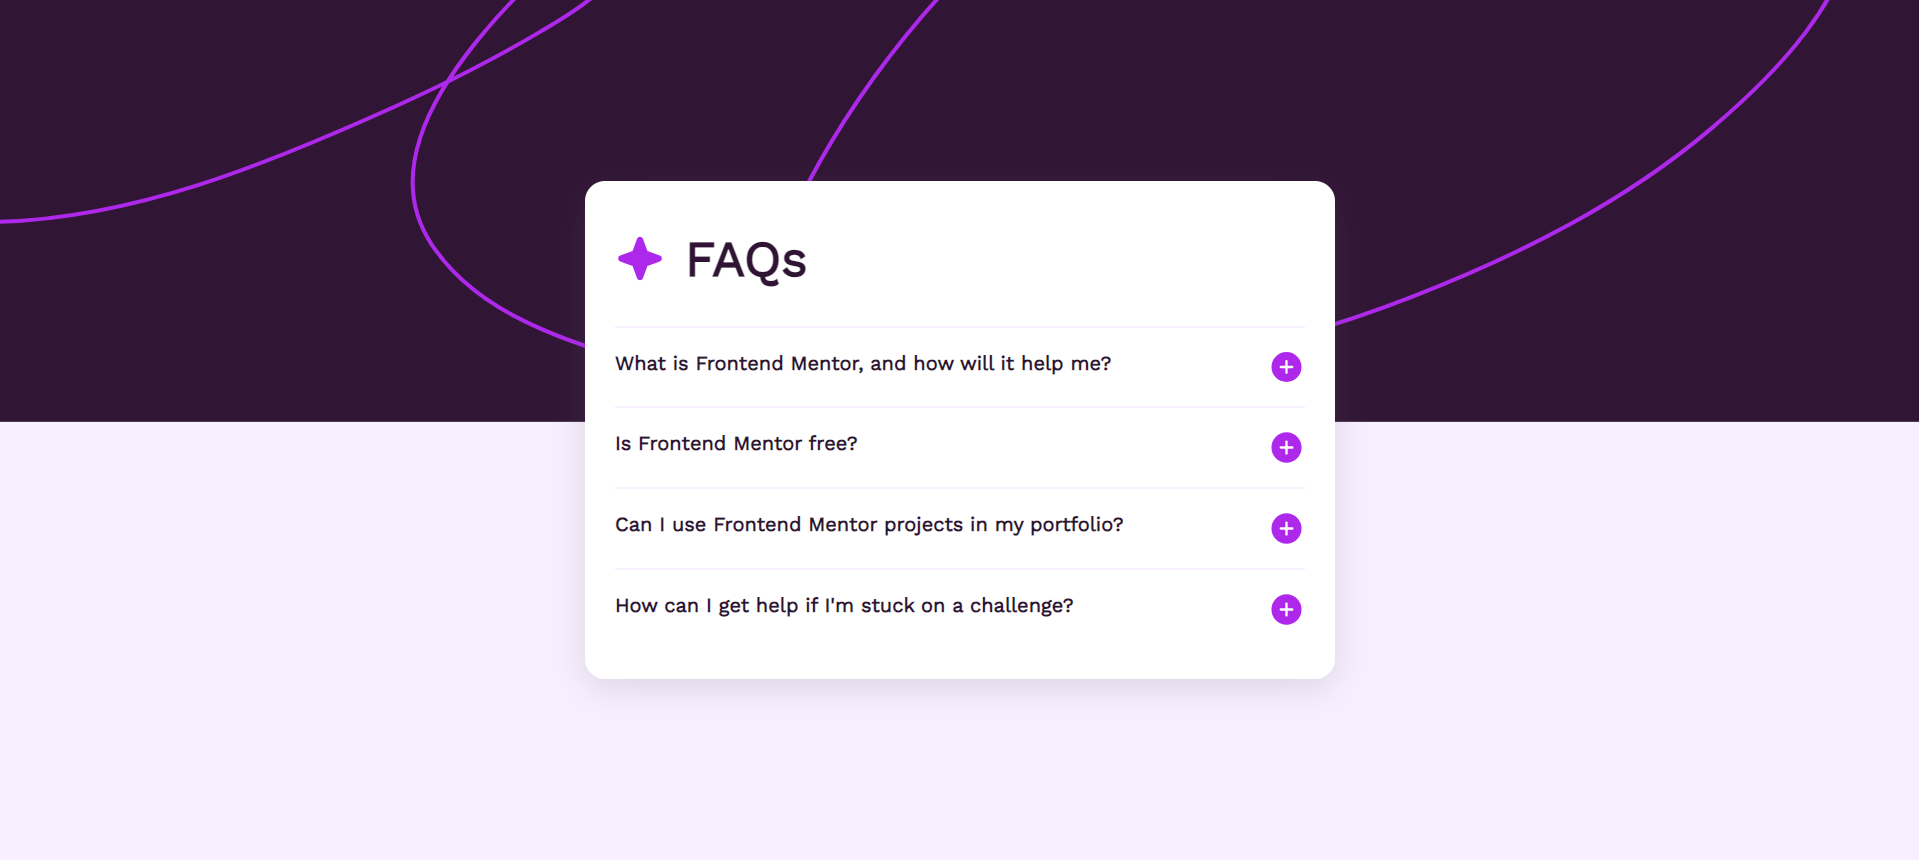 FAQs
What is Frontend Mentor, and how will it help me?
Is Frontend Mentor free?
Can I use Frontend Mentor projects in my portfolio?
How can I get help if I'm stuck on a challenge?